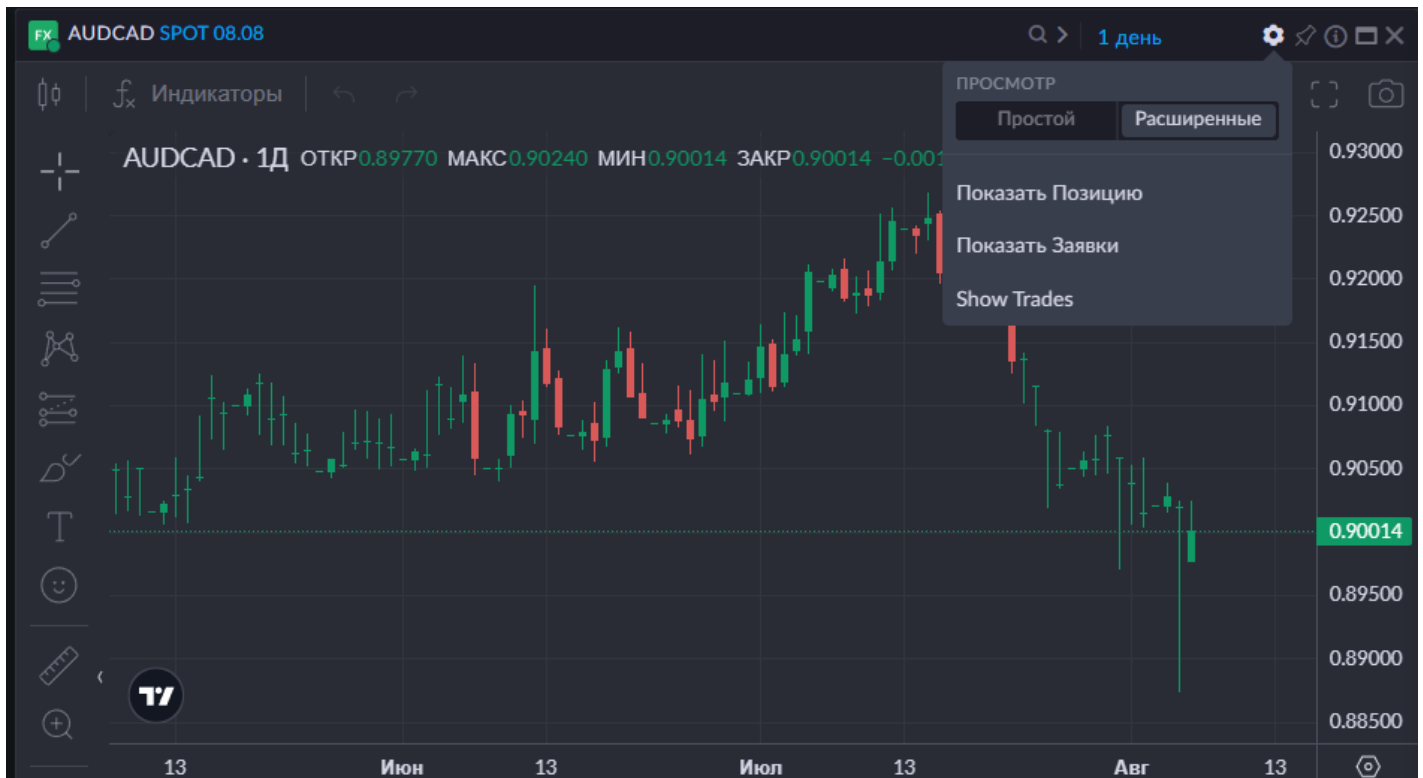 FX AUDCAD SPOT 08.08 1 день
Индикаторы
ПРОСМОТР
Простой Расширенные
AUDCAD · 1Д ОТКР0.89770 МАКС0.90240 МИН0.90014 ЗАКР0.90014 −0.001
Показать Позицию
Показать Заявки
Show Trades
0.93000
0.92500
0.92000
0.91500
0.91000
0.90500
0.90014
0.89500
0.89000
0.88500
13 Июн 13 Июл 13 Авг 13